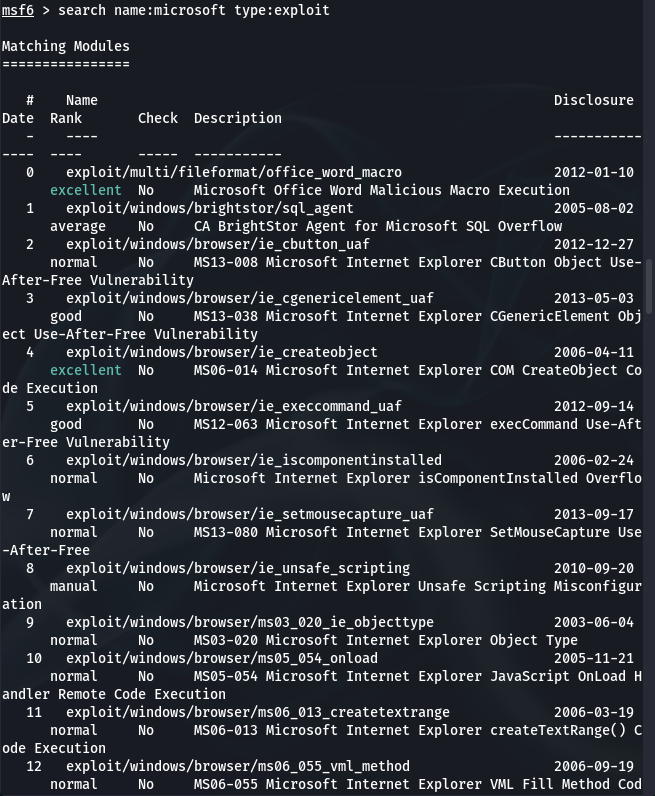 msf6 > search name:microsoft type:exploit
Matching Modules
================
# Name Disclosure
Date Rank Check Description
- ---- -----------
---- ---- ----- -----------
0 exploit/multi/fileformat/office_word_macro 2012-01-10
excellent No Microsoft Office Word Malicious Macro Execution
1 exploit/windows/brightstor/sql_agent 2005-08-02
average No CA BrightStor Agent for Microsoft SQL Overflow
2 exploit/windows/browser/ie_cbutton_uaf 2012-12-27
normal No MS13-008 Microsoft Internet Explorer CButton Object Use-
After-Free Vulnerability
3 exploit/windows/browser/ie_cgenericelement_uaf 2013-05-03
good No MS13-038 Microsoft Internet Explorer CGenericElement Obj
ect Use-After-Free Vulnerability
4 exploit/windows/browser/ie_createobject 2006-04-11
excellent No MS06-014 Microsoft Internet Explorer COM CreateObject Co
de Execution
5 exploit/windows/browser/ie_execcommand_uaf 2012-09-14
good No MS12-063 Microsoft Internet Explorer execCommand Use-Aft
er-Free Vulnerability
6 exploit/windows/browser/ie_iscomponentinstalled 2006-02-24
normal No Microsoft Internet Explorer isComponentInstalled Overflo
w
7 exploit/windows/browser/ie_setmousecapture_uaf 2013-09-17
normal No MS13-080 Microsoft Internet Explorer SetMouseCapture Use
-After-Free
8 exploit/windows/browser/ie_unsafe_scripting 2010-09-20
manual No Microsoft Internet Explorer Unsafe Scripting Misconfigur
ation
9 exploit/windows/browser/ms03_020_ie_objecttype 2003-06-04
normal No MS03-020 Microsoft Internet Explorer Object Type
10 exploit/windows/browser/ms05_054_onload 2005-11-21
normal No MS05-054 Microsoft Internet Explorer JavaScript OnLoad H
andler Remote Code Execution
11 exploit/windows/browser/ms06_013_createtextrange 2006-03-19
normal No MS06-013 Microsoft Internet Explorer createTextRange() C
ode Execution
12 exploit/windows/browser/ms06_055_vml_method 2006-09-19
normal No MS06-055 Microsoft Internet Explorer VML Fill Method Cod